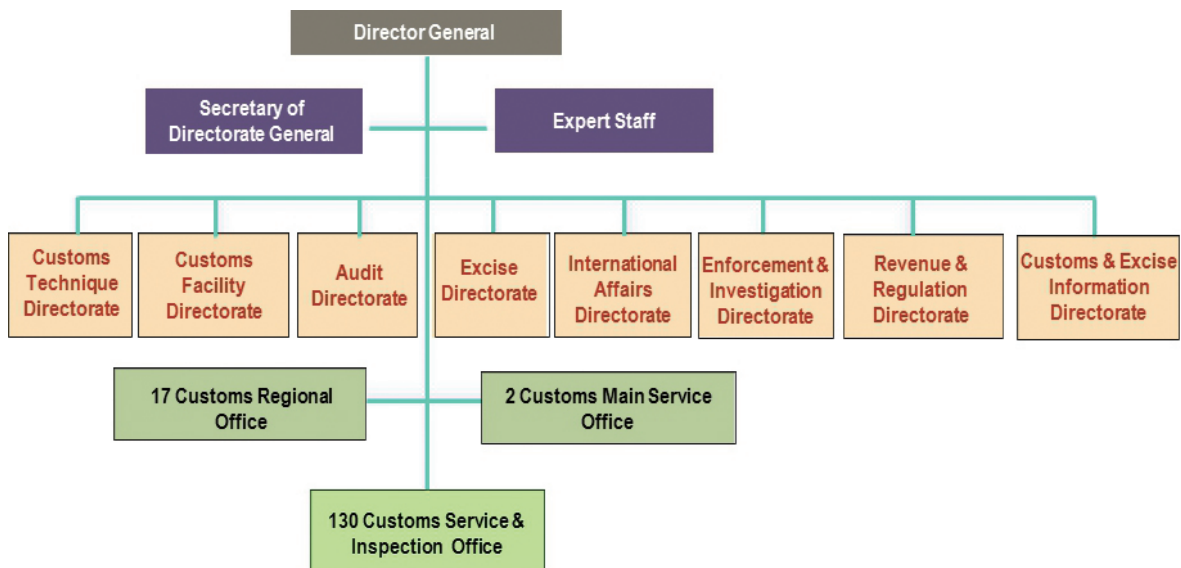 Director General
Secretary of
Directorate General
Expert Staff
Customs
Technique
Directorate
Customs
Facility
Directorate
Audit
Directorate
Excise
Directorate
International
Affairs
Directorate
Enforcement &
Investigation
Directorate
Revenue &
Regulation
Directorate
Customs & Excise
Information
Directorate
17 Customs Regional
Office
2 Customs Main Service
Office
130 Customs Service &
Inspection Office